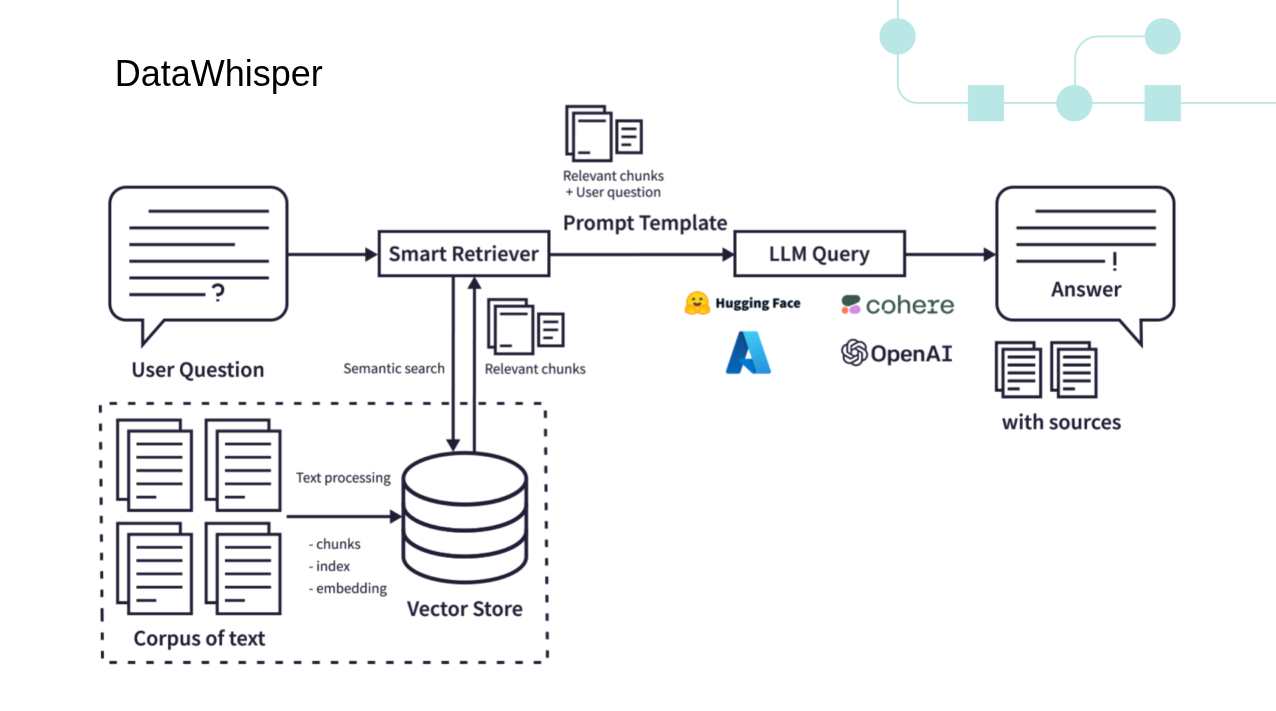 DataWhisper
Relevant chunks
+ User question
Prompt Template
?
User Question
Smart Retriever
LLM Query
!
Answer
Hugging Face
cohere
OpenAI
with sources
Semantic search
Relevant chunks
Text processing
- chunks
- index
- embedding
Corpus of text
Vector Store